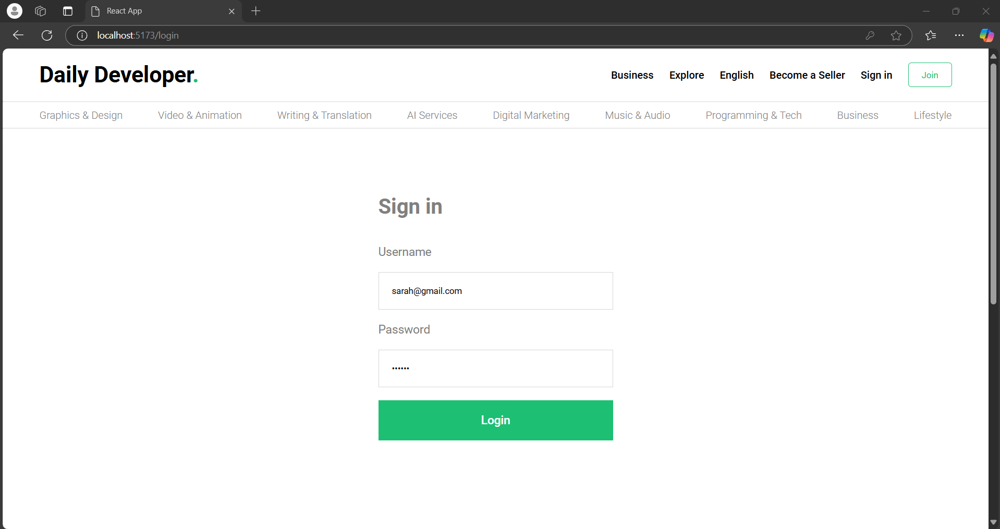 React App
localhost:5173/login
Daily Developer.
Business Explore English Become a Seller Sign in Join
Graphics & Design Video & Animation Writing & Translation AI Services Digital Marketing Music & Audio Programming & Tech Business Lifestyle
Sign in
Username
sarah@gmail.com
Password
••••••
Login